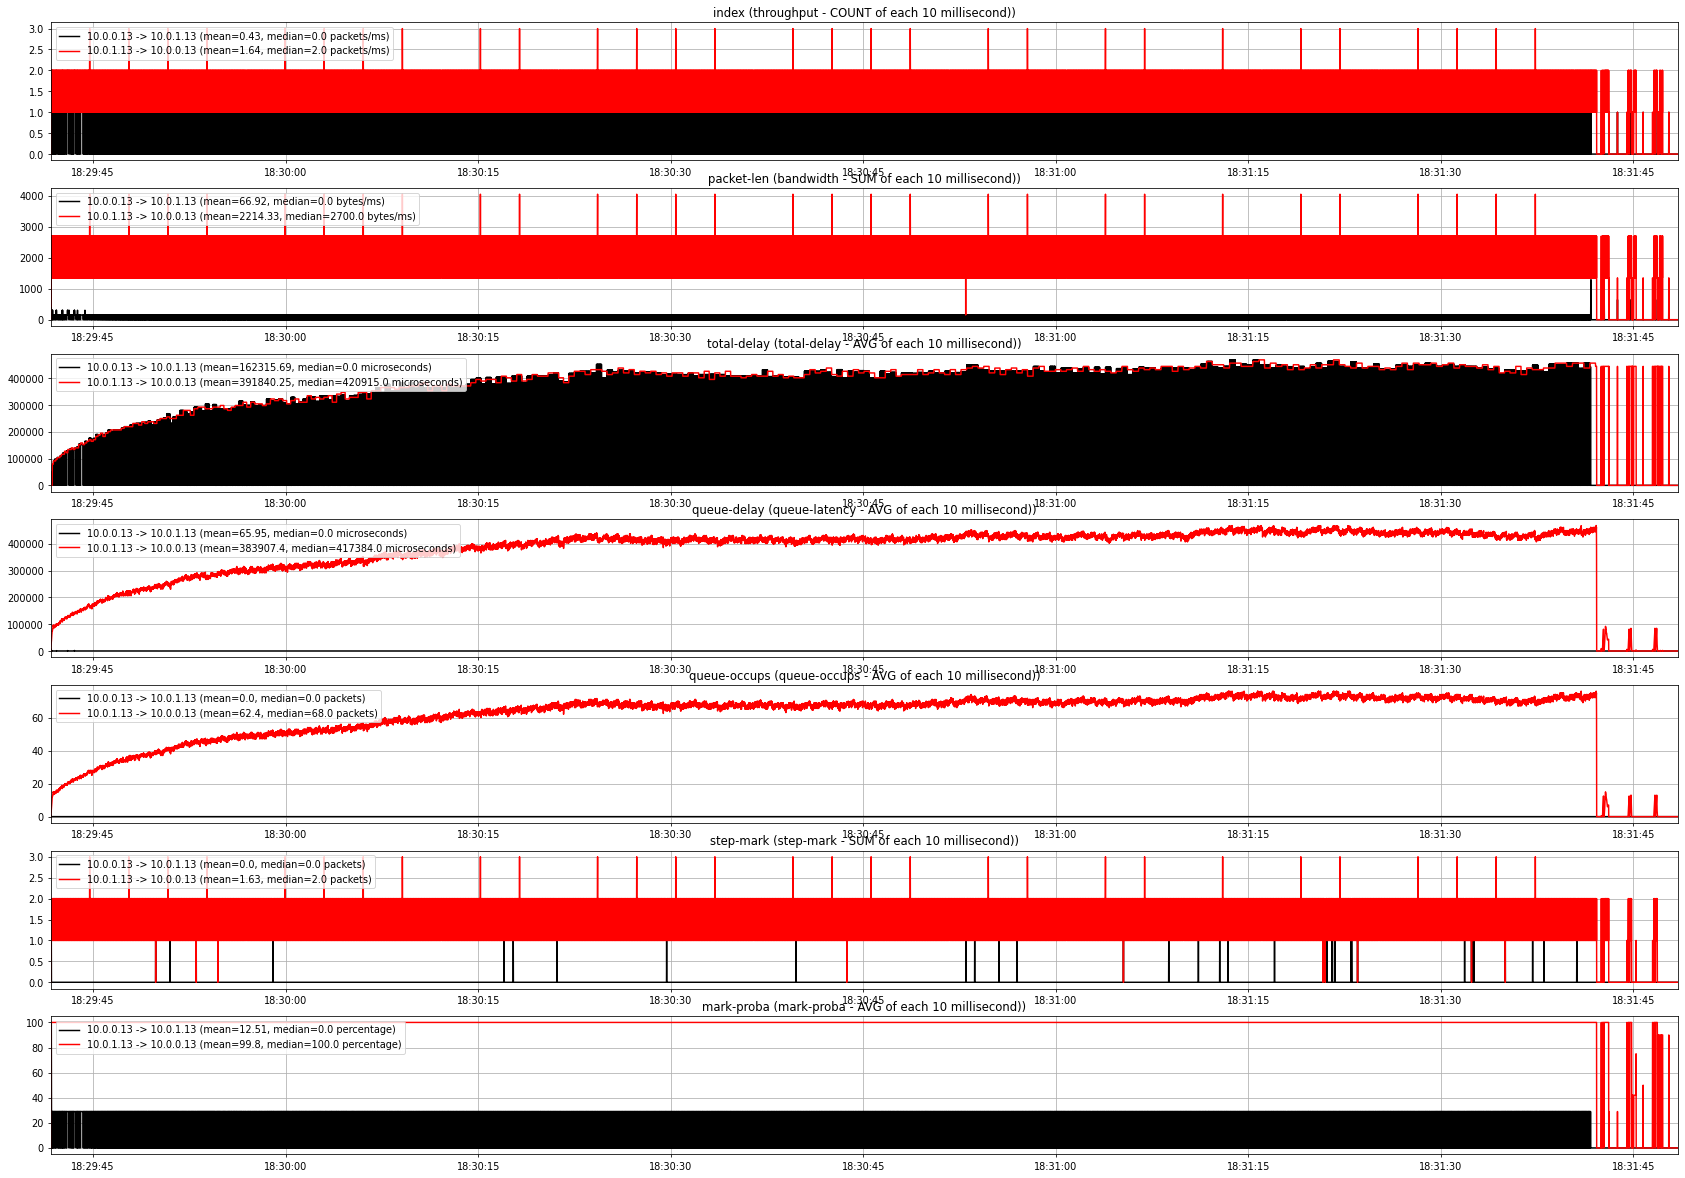 index (throughput - COUNT of each 10 millisecond))
3.0
10.0.0.13 -> 10.0.1.13 (mean=0.43, median=0.0 packets/ms)
2.5
10.0.1.13 -> 10.0.0.13 (mean=1.64, median=2.0 packets/ms)
2.0
1.5
1.0
0.5
0.0
18:29:45 18:30:00 18:30:15 18:30:30 18:30:45 18:31:00 18:31:15 18:31:30 18:31:45
packet-len (bandwidth - SUM of each 10 millisecond))
4000
10.0.0.13 -> 10.0.1.13 (mean=66.92, median=0.0 bytes/ms)
10.0.1.13 -> 10.0.0.13 (mean=2214.33, median=2700.0 bytes/ms)
3000
2000
1000
0
18:29:45 18:30:00 18:30:15 18:30:30 18:30:45 18:31:00 18:31:15 18:31:30 18:31:45
total-delay (total-delay - AVG of each 10 millisecond))
10.0.0.13 -> 10.0.1.13 (mean=162315.69, median=0.0 microseconds)
400000
10.0.1.13 -> 10.0.0.13 (mean=391840.25, median=420915.0 microseconds)
300000
200000
100000
0
18:29:45 18:30:00 18:30:15 18:30:30 18:30:45 18:31:00 18:31:15 18:31:30 18:31:45
queue-delay (queue-latency - AVG of each 10 millisecond))
10.0.0.13 -> 10.0.1.13 (mean=65.95, median=0.0 microseconds)
400000
10.0.1.13 -> 10.0.0.13 (mean=383907.4, median=417384.0 microseconds)
300000
200000
100000
0
18:29:45 18:30:00 18:30:15 18:30:30 18:30:45 18:31:00 18:31:15 18:31:30 18:31:45
queue-occups (queue-occups - AVG of each 10 millisecond))
10.0.0.13 -> 10.0.1.13 (mean=0.0, median=0.0 packets)
10.0.1.13 -> 10.0.0.13 (mean=62.4, median=68.0 packets)
60
40
20
0
18:29:45 18:30:00 18:30:15 18:30:30 18:30:45 18:31:00 18:31:15 18:31:30 18:31:45
step-mark (step-mark - SUM of each 10 millisecond))
3.0
10.0.0.13 -> 10.0.1.13 (mean=0.0, median=0.0 packets)
2.5
10.0.1.13 -> 10.0.0.13 (mean=1.63, median=2.0 packets)
2.0
1.5
1.0
0.5
0.0
18:29:45 18:30:00 18:30:15 18:30:30 18:30:45 18:31:00 18:31:15 18:31:30 18:31:45
mark-proba (mark-proba - AVG of each 10 millisecond))
100
10.0.0.13 -> 10.0.1.13 (mean=12.51, median=0.0 percentage)
10.0.1.13 -> 10.0.0.13 (mean=99.8, median=100.0 percentage)
80
60
40
20
0
18:29:45 18:30:00 18:30:15 18:30:30 18:30:45 18:31:00 18:31:15 18:31:30 18:31:45